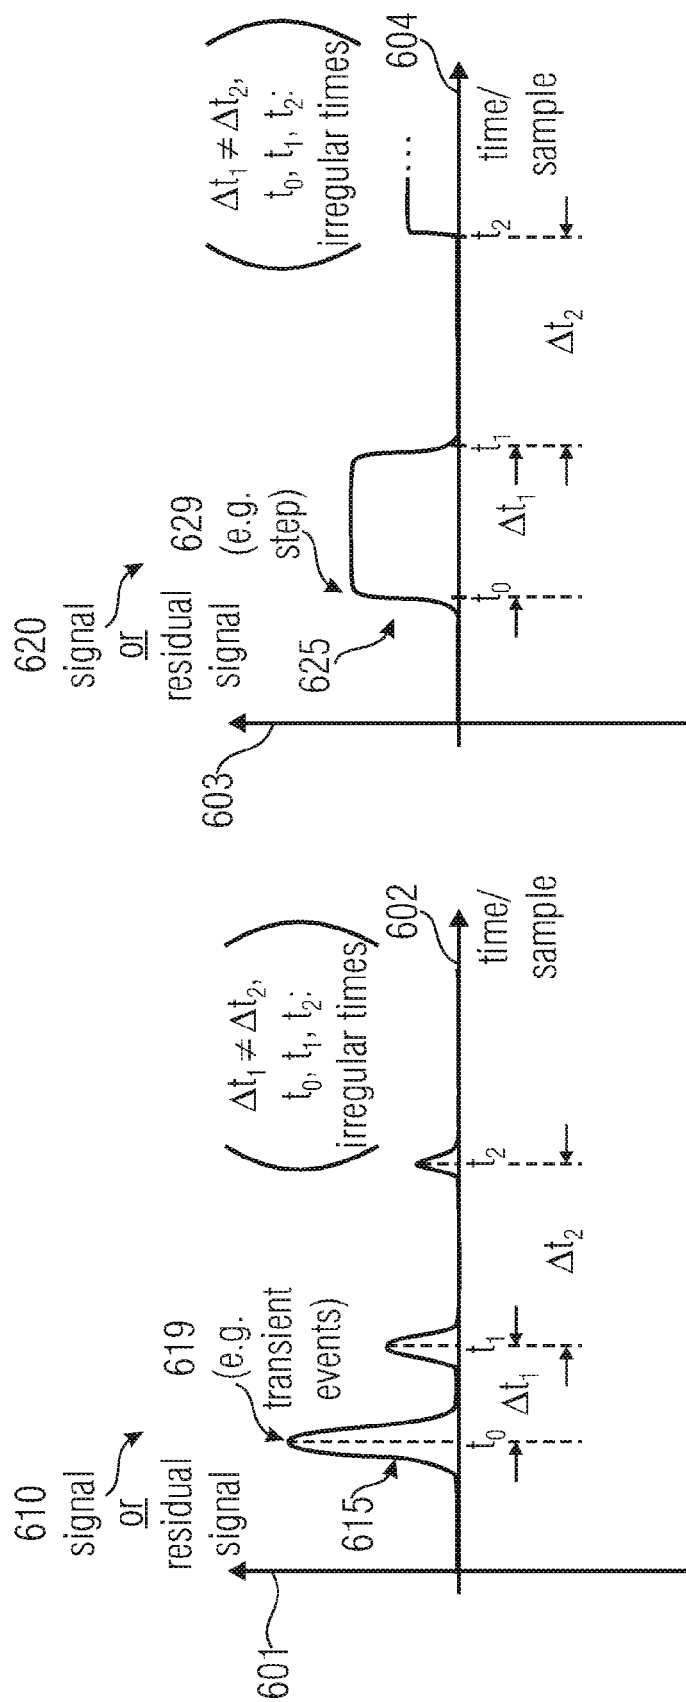 610
signal
or
residual
signal
619
(e.g.
transient
events)
615
601
Δt₁ ≠ Δt₂,
t₀, t₁, t₂:
irregular times
602
time/
sample
t₀
t₁
t₂
Δt₁
Δt₂
620
signal
or
residual
signal
629
(e.g.
step)
625
603
Δt₁ ≠ Δt₂,
t₀, t₁, t₂:
irregular times
604
...
time/
sample
t₀
t₁
t₂
Δt₁
Δt₂